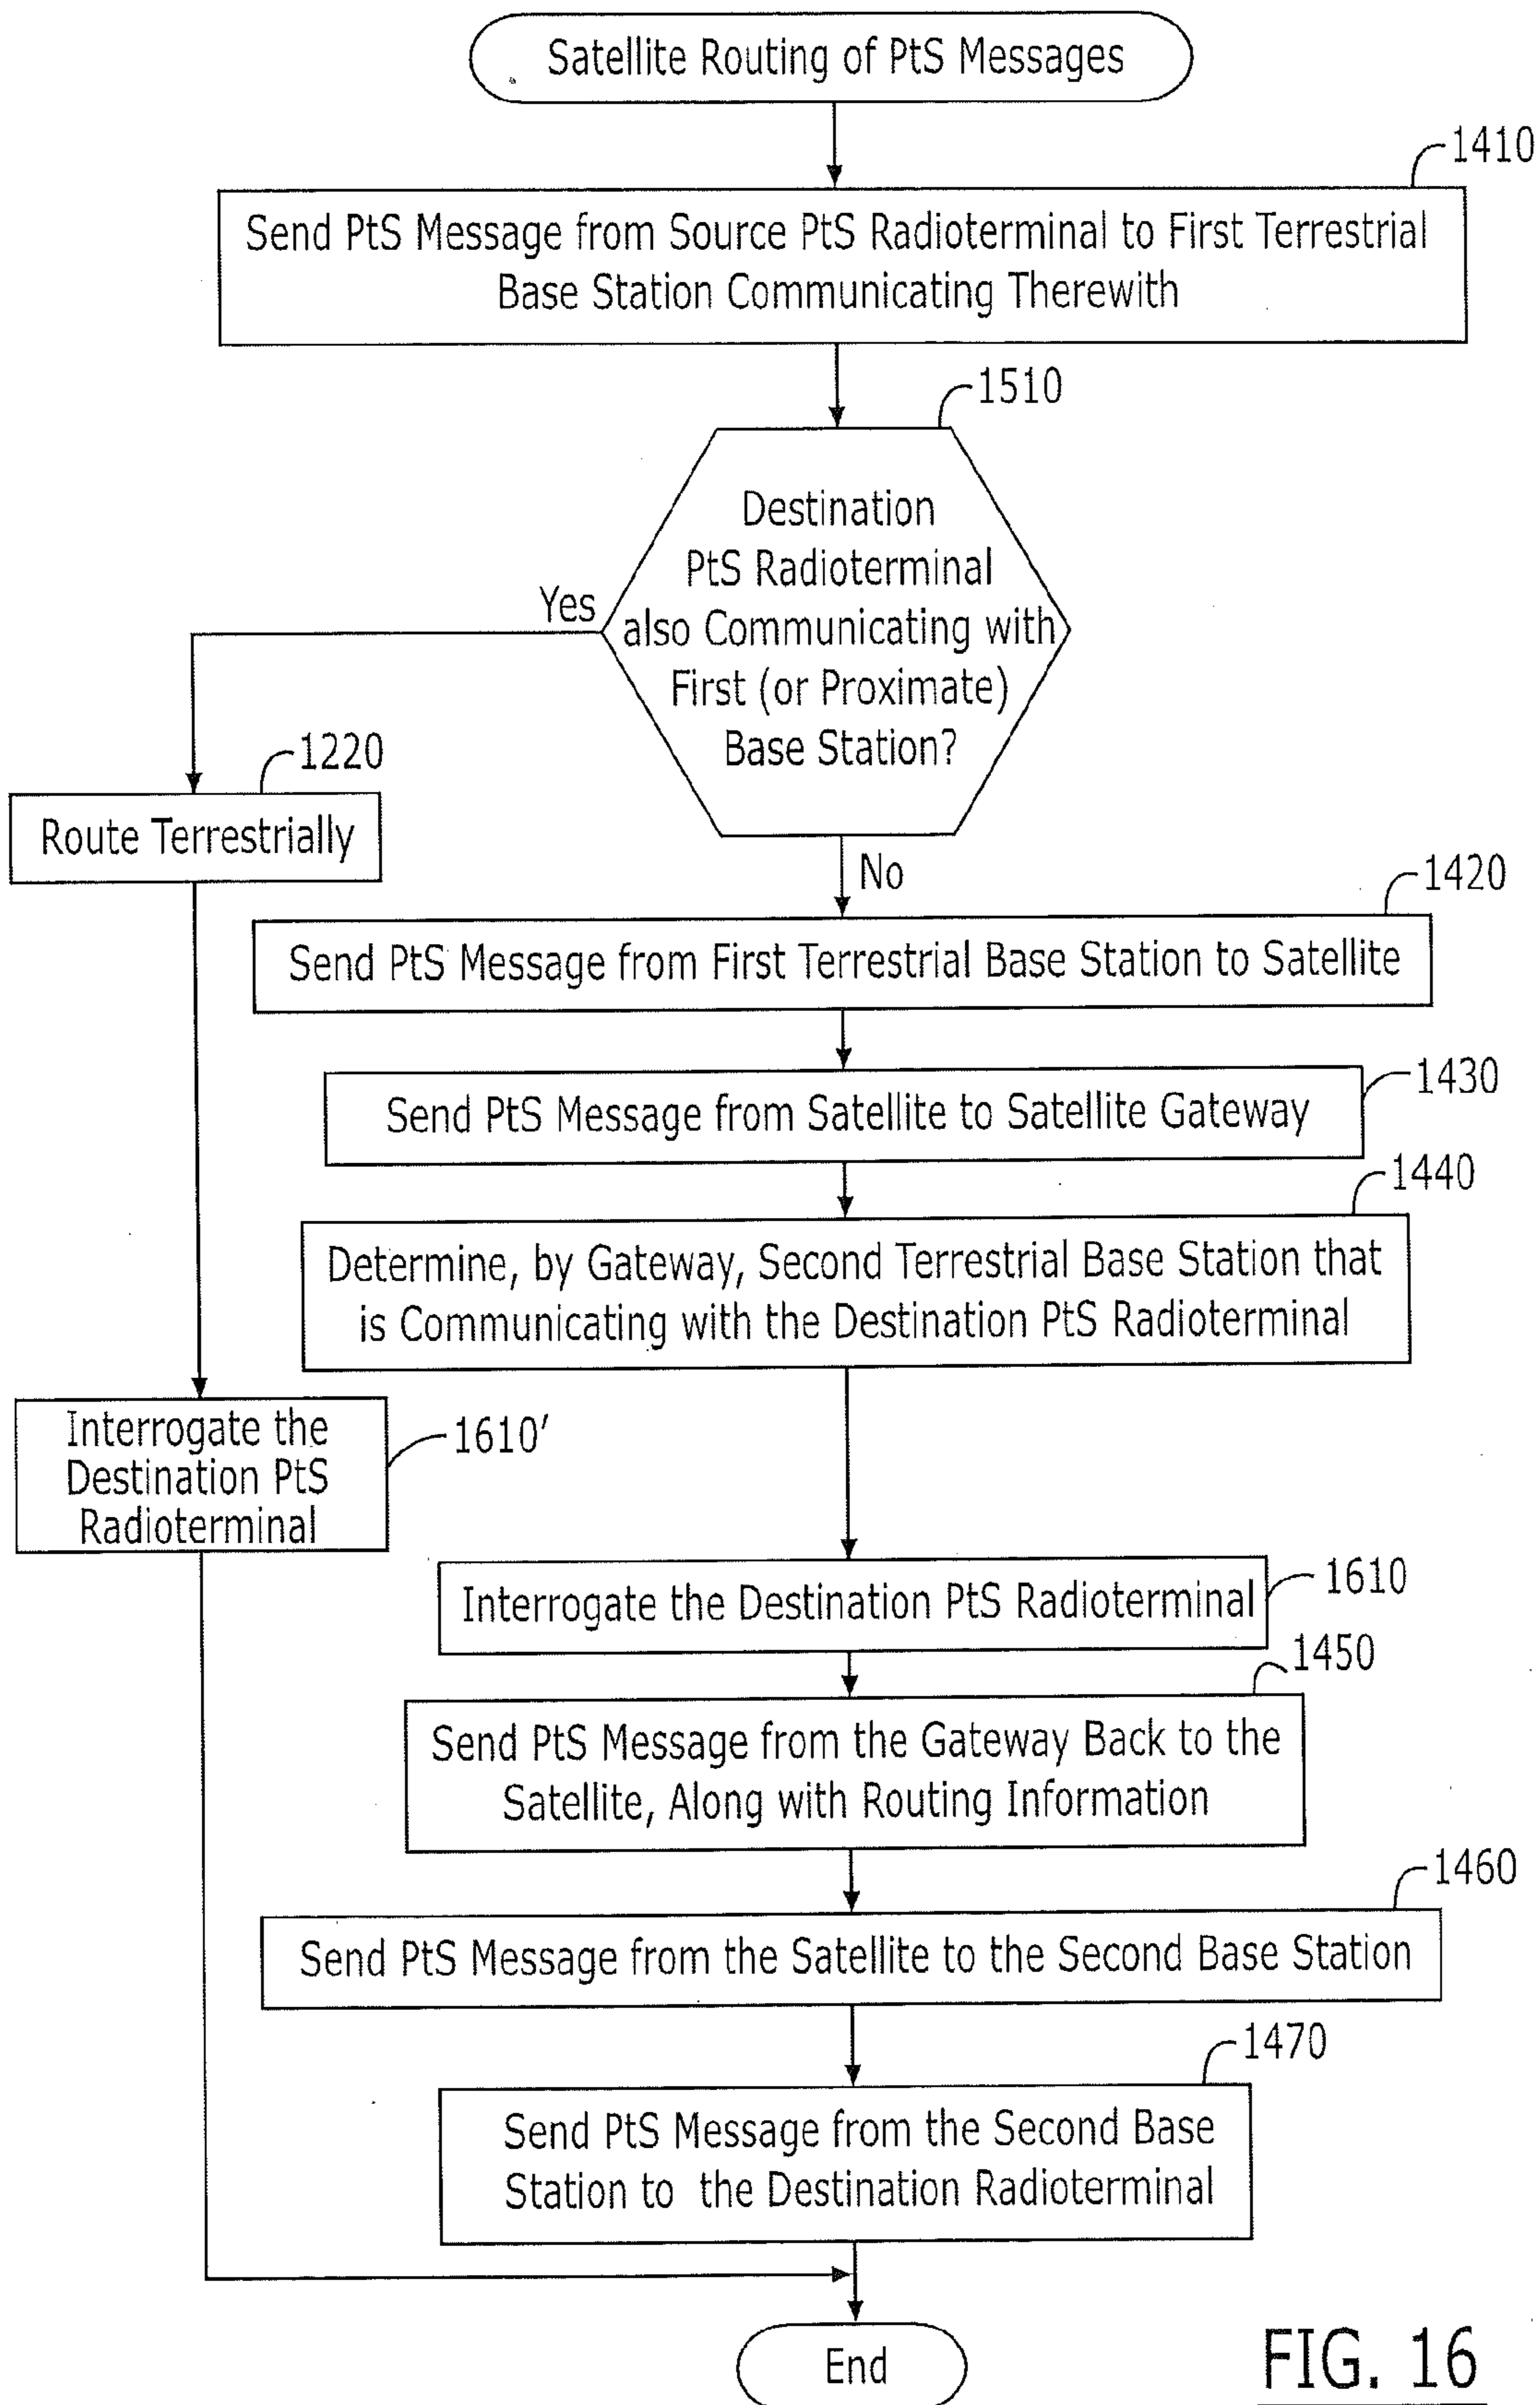 Satellite Routing of PtS Messages
1410
Send PtS Message from Source PtS Radioterminal to First Terrestrial
Base Station Communicating Therewith
1510
Destination
PtS Radioterminal
also Communicating with
First (or Proximate)
Base Station?
Yes
1220
Route Terrestrially
No
1420
Send PtS Message from First Terrestrial Base Station to Satellite
1430
Send PtS Message from Satellite to Satellite Gateway
1440
Determine, by Gateway, Second Terrestrial Base Station that
is Communicating with the Destination PtS Radioterminal
Interrogate the
Destination PtS
Radioterminal
1610'
Interrogate the Destination PtS Radioterminal
1610
1450
Send PtS Message from the Gateway Back to the
Satellite, Along with Routing Information
1460
Send PtS Message from the Satellite to the Second Base Station
1470
Send PtS Message from the Second Base
Station to the Destination Radioterminal
End
FIG. 16